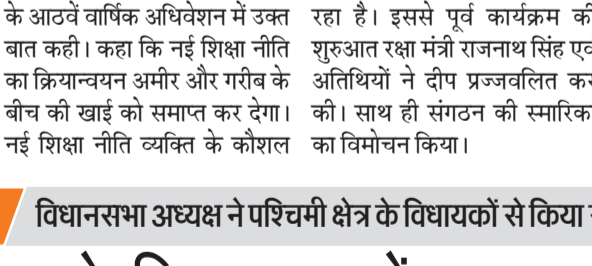 के आठवें वार्षिक अधिवेशन में उक्त
बात कही। कहा कि नई शिक्षा नीति
का क्रियान्वयन अमीर और गरीब के
बीच की खाई को समाप्त कर देगा।
नई शिक्षा नीति व्यक्ति के कौशल
रहा है। इससे पूर्व कार्यक्रम की
शुरुआत रक्षा मंत्री राजनाथ सिंह एवं
अतिथियों ने दीप प्रज्जवलित कर
की। साथ ही संगठन की स्मारिका
का विमोचन किया।
विधानसभा अध्यक्ष ने पश्चिमी क्षेत्र के विधायकों से किया